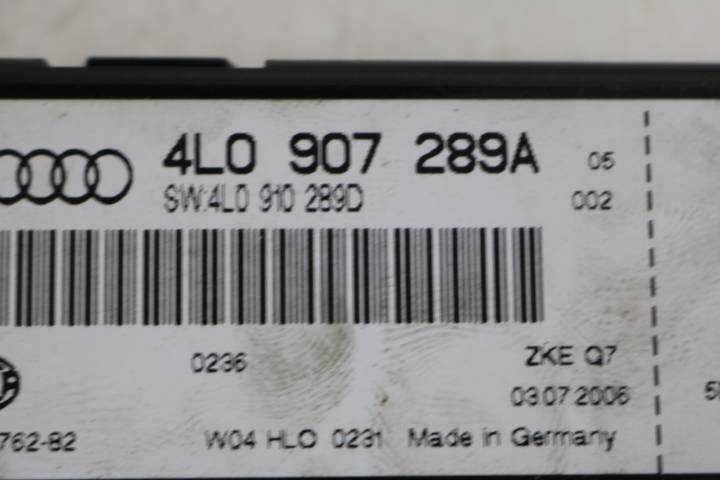 4L0 907 289A 05
SW:4L0 910 289D 002
0236 ZKE Q7
03.07.2006
762-82 W04 HLO 0231 Made in Germany